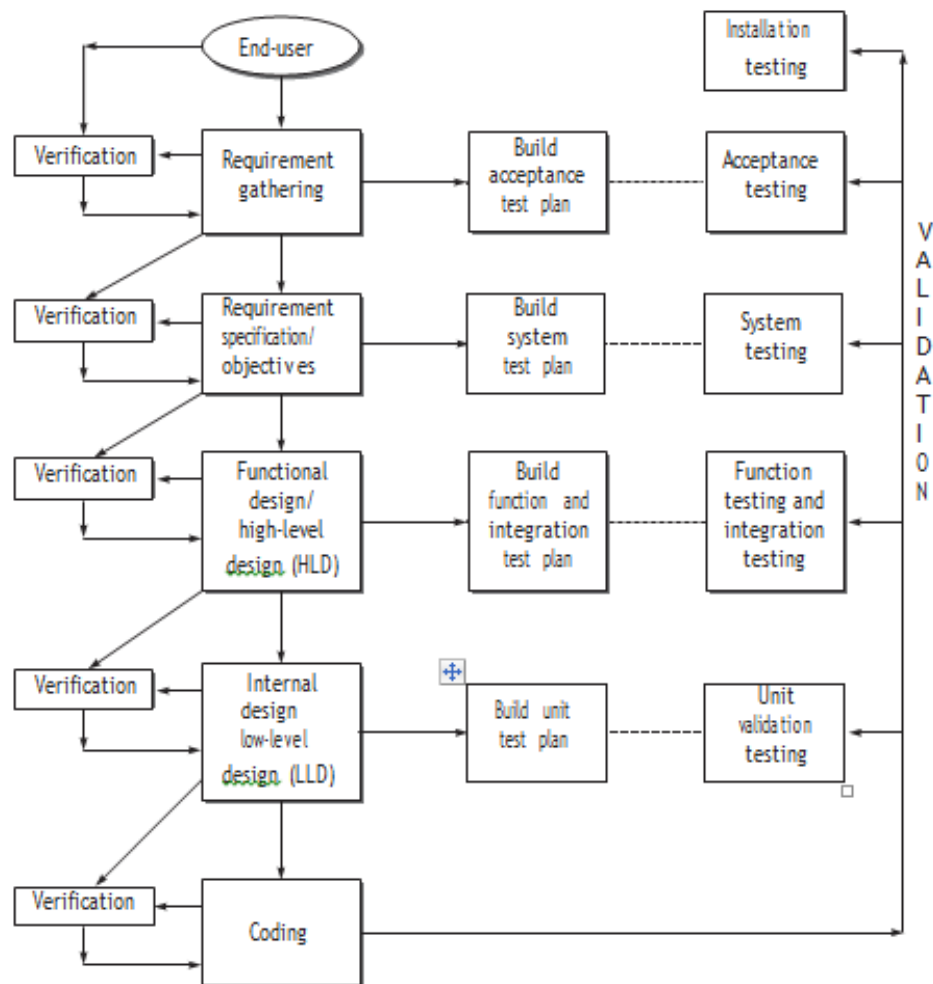 End-user
Installation
testing
Verification
Requirement
gathering
Build
acceptance
test plan
Acceptance
testing
Verification
Requirement
specification/
objectives
Build
system
test plan
System
testing
Verification
Functional
design/
high-level
design (HLD)
Build
function and
integration
test plan
Function
testing and
integration
testing
Verification
Internal
design
low-level
design (LLD)
Build unit
test plan
Unit
validation
testing
Verification
Coding
V
A
L
I
D
A
T
I
O
N